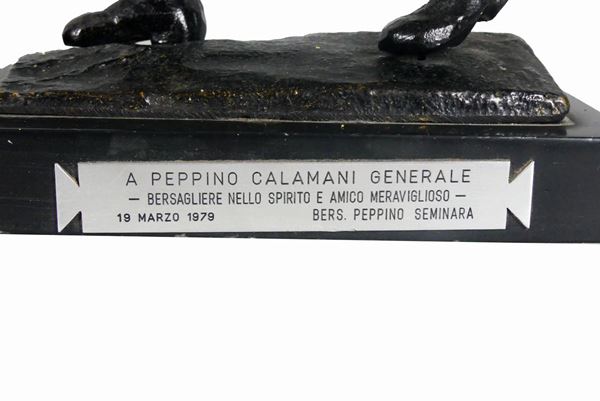 A PEPPINO CALAMANI GENERALE
— BERSAGLIERE NELLO SPIRITO E AMICO MERAVIGLIOSO —
19 MARZO 1979 BERS. PEPPINO SEMINARA